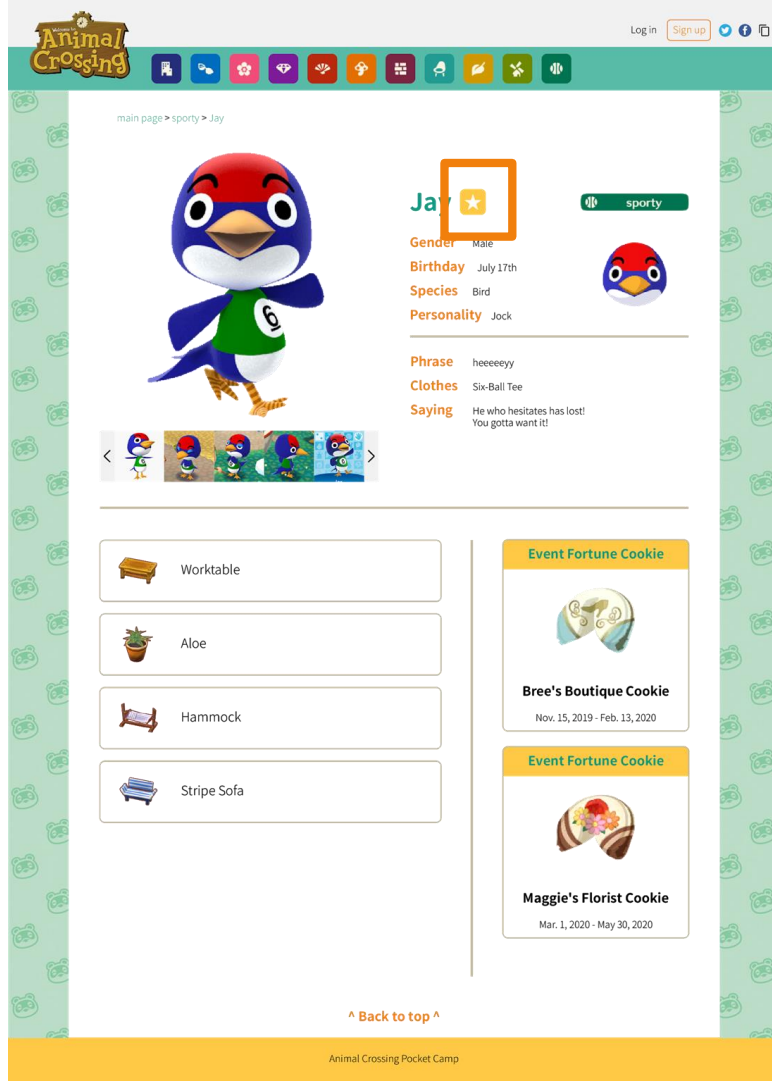 Welcome to
Animal
Crossing
Log in
Sign up
main page > sporty > Jay
Jay
sporty
Gender Male
Birthday July 17th
Species Bird
Personality Jock
Phrase heeeeeyy
Clothes Six-Ball Tee
Saying He who hesitates has lost!
You gotta want it!
6
Worktable
Aloe
Hammock
Stripe Sofa
Event Fortune Cookie
Bree's Boutique Cookie
Nov. 15, 2019 - Feb. 13, 2020
Event Fortune Cookie
Maggie's Florist Cookie
Mar. 1, 2020 - May 30, 2020
^ Back to top ^
Animal Crossing Pocket Camp